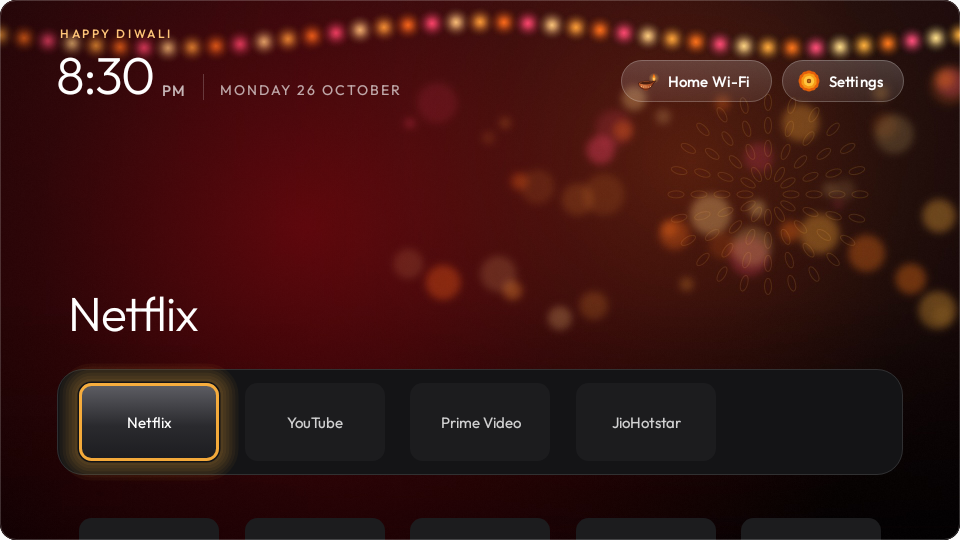 HAPPY DIWALI
8:30 PM
MONDAY 26 OCTOBER
Home Wi-Fi
Settings
Netflix
Netflix
YouTube
Prime Video
JioHotstar